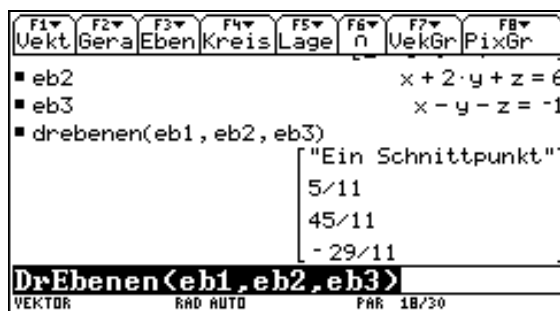 F1▼ F2▼ F3▼ F4▼ F5▼ F6▼ F7▼ F8▼
Vekt Gera Eben Kreis Lage ∩ VekGr PixGr
▪ eb2 x + 2·y + z = 6
▪ eb3 x - y - z = -1
▪ drebenen(eb1,eb2,eb3)
["Ein Schnittpunkt"
5/11
45/11
-29/11
DrEbenen(eb1,eb2,eb3)
VEKTOR RAD AUTO PAR 18/30